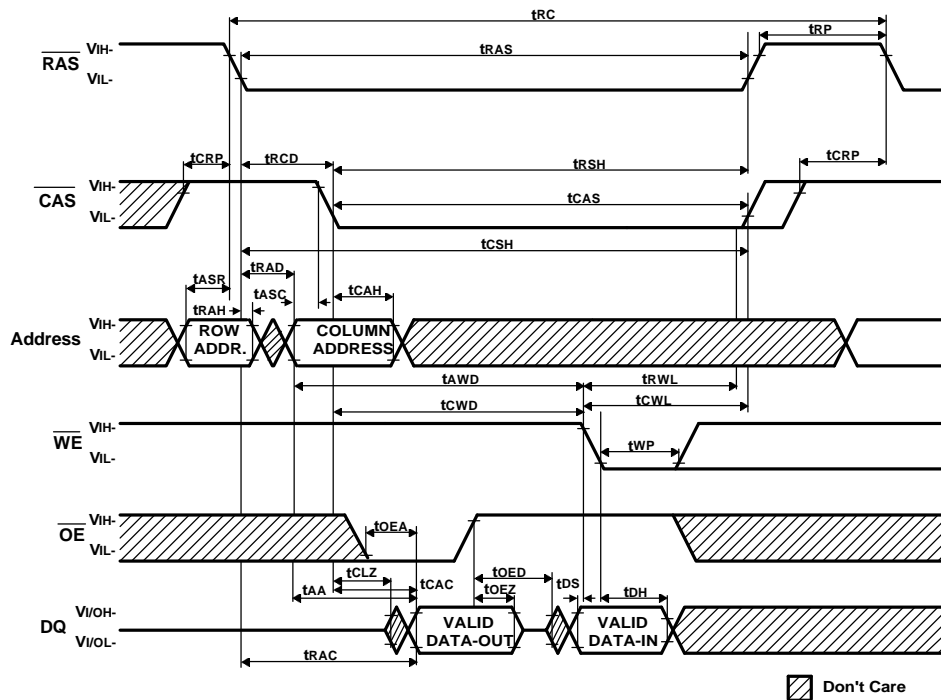 tRC
tRP
VIH-
RAS
tRAS
VIL-
tCRP
tRCD
tRSH
tCRP
VIH-
CAS
tCAS
VIL-
tCSH
tRAD
tASR
tASC
tCAH
tRAH
VIH-
Address
ROW
ADDR.
COLUMN
ADDRESS
VIL-
tAWD
tRWL
tCWD
tCWL
VIH-
WE
tWP
VIL-
VIH-
OE
tOEA
VIL-
tCLZ
tOED
tCAC
tDS
tAA
tOEZ
tDH
VI/OH-
DQ
VALID
DATA-OUT
VALID
DATA-IN
VI/OL-
tRAC
Don't Care